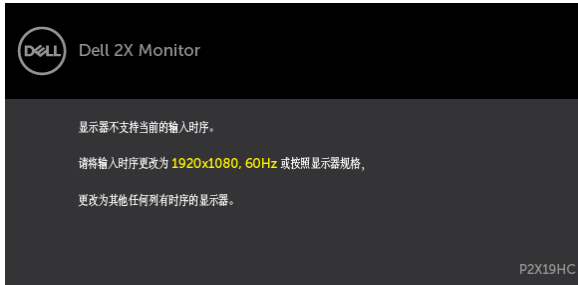 DELL
Dell 2X Monitor
显示器不支持当前的输入时序。
请将输入时序更改为 1920x1080, 60Hz 或按照显示器规格,
更改为其他任何列有时序的显示器。
P2X19HC